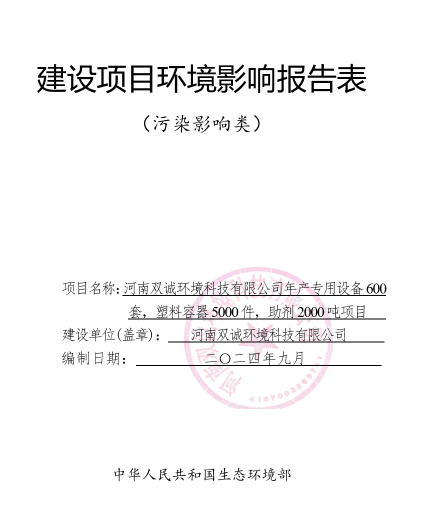 建设项目环境影响报告表
（污染影响类）
项目名称：河南双诚环境科技有限公司年产专用设备600
套，塑料容器5000件，助剂2000吨项目
建设单位(盖章)： 河南双诚环境科技有限公司
编制日期： 二〇二四年九月
中华人民共和国生态环境部